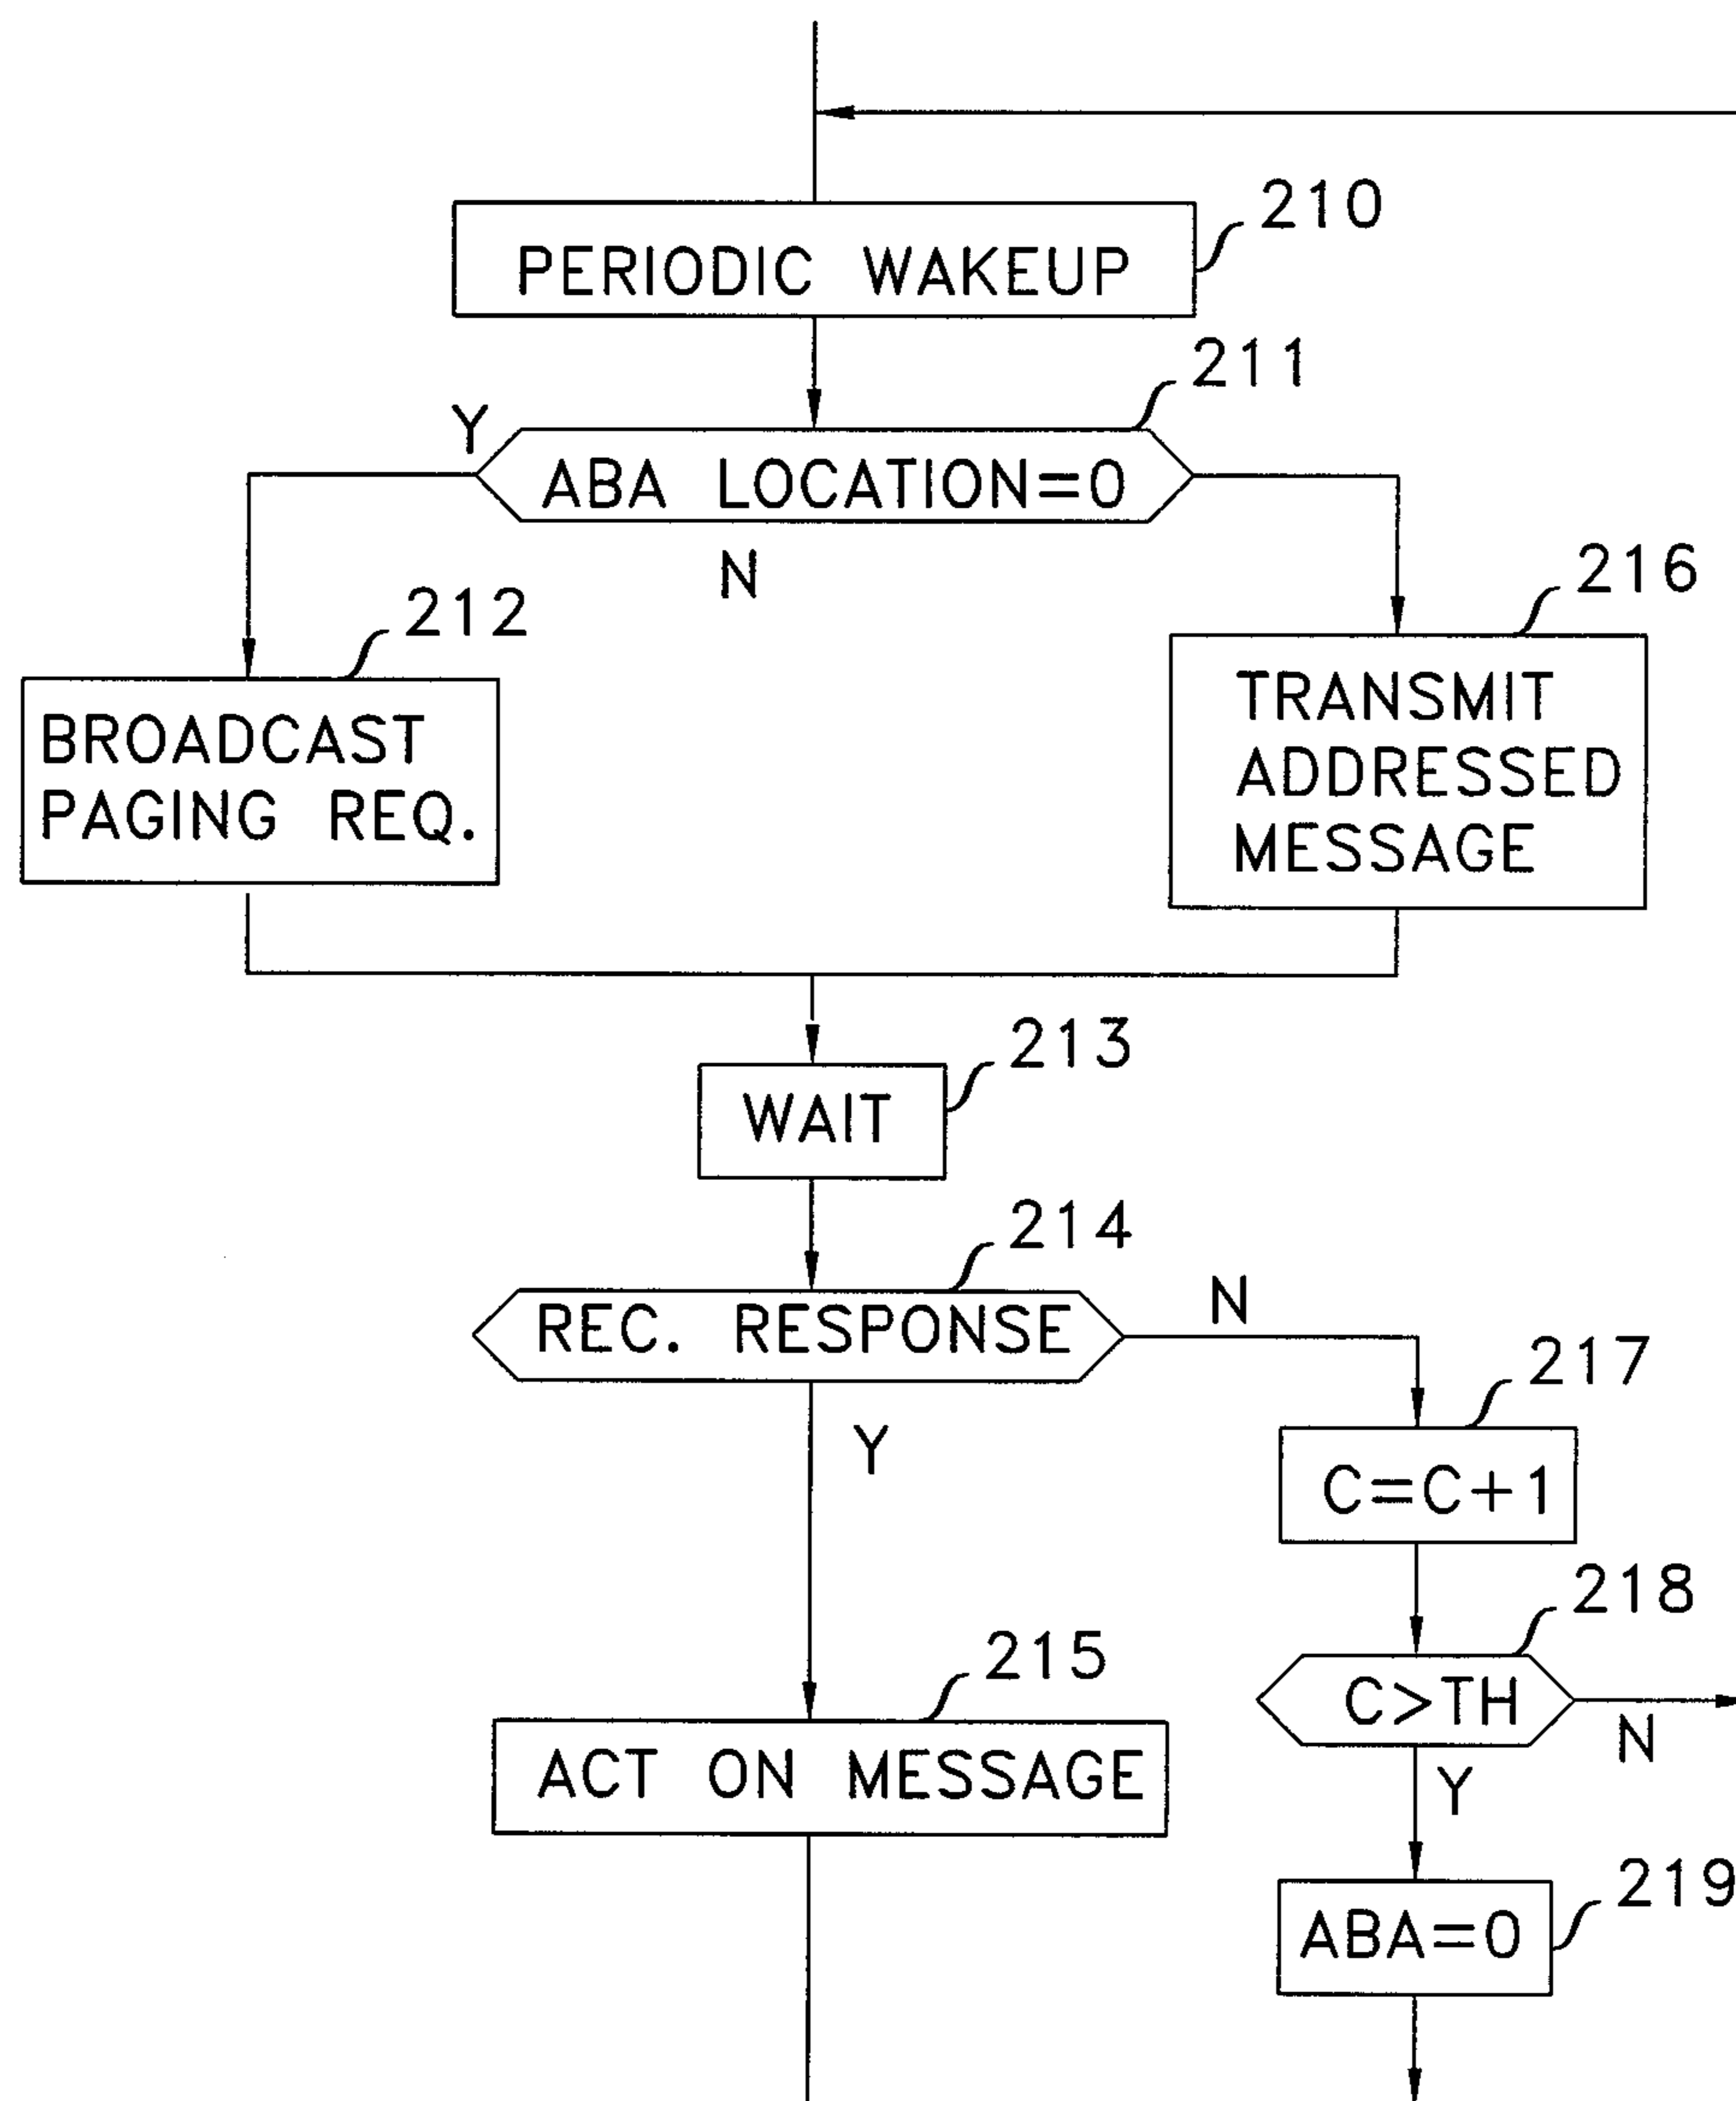 210
PERIODIC WAKEUP
211
Y
ABA LOCATION=0
N
216
212
TRANSMIT
ADDRESSED
MESSAGE
BROADCAST
PAGING REQ.
213
WAIT
214
REC. RESPONSE
N
217
Y
C=C+1
218
C>TH
N
215
ACT ON MESSAGE
Y
219
ABA=0